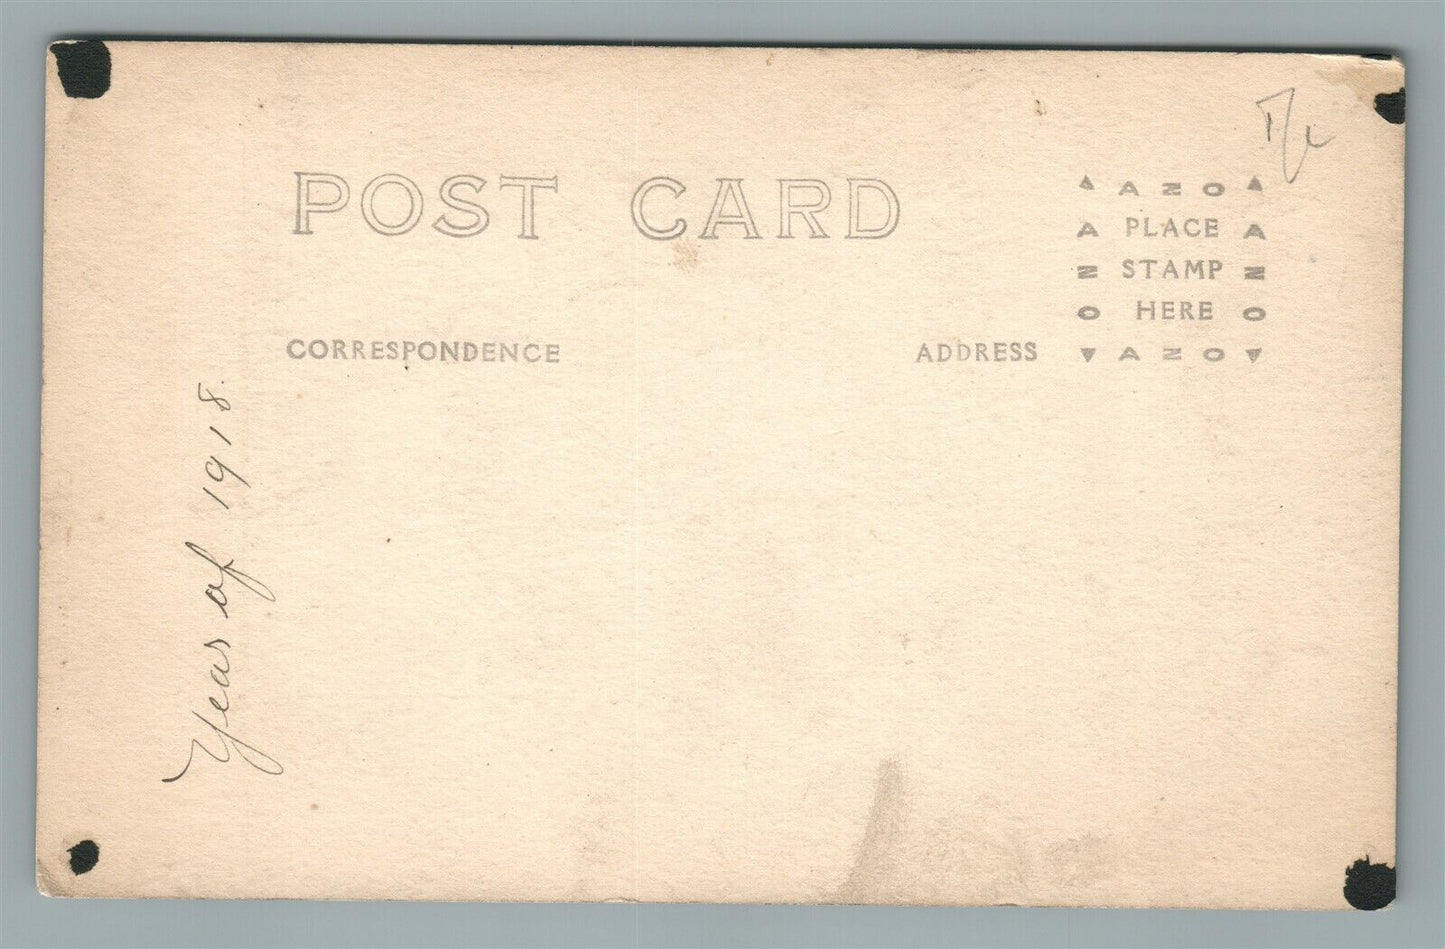 POST CARD
▲ AZO ▲
A PLACE A
N STAMP N
O HERE O
CORRESPONDENCE
ADDRESS
▼ AZO ▼
Year of 1918.